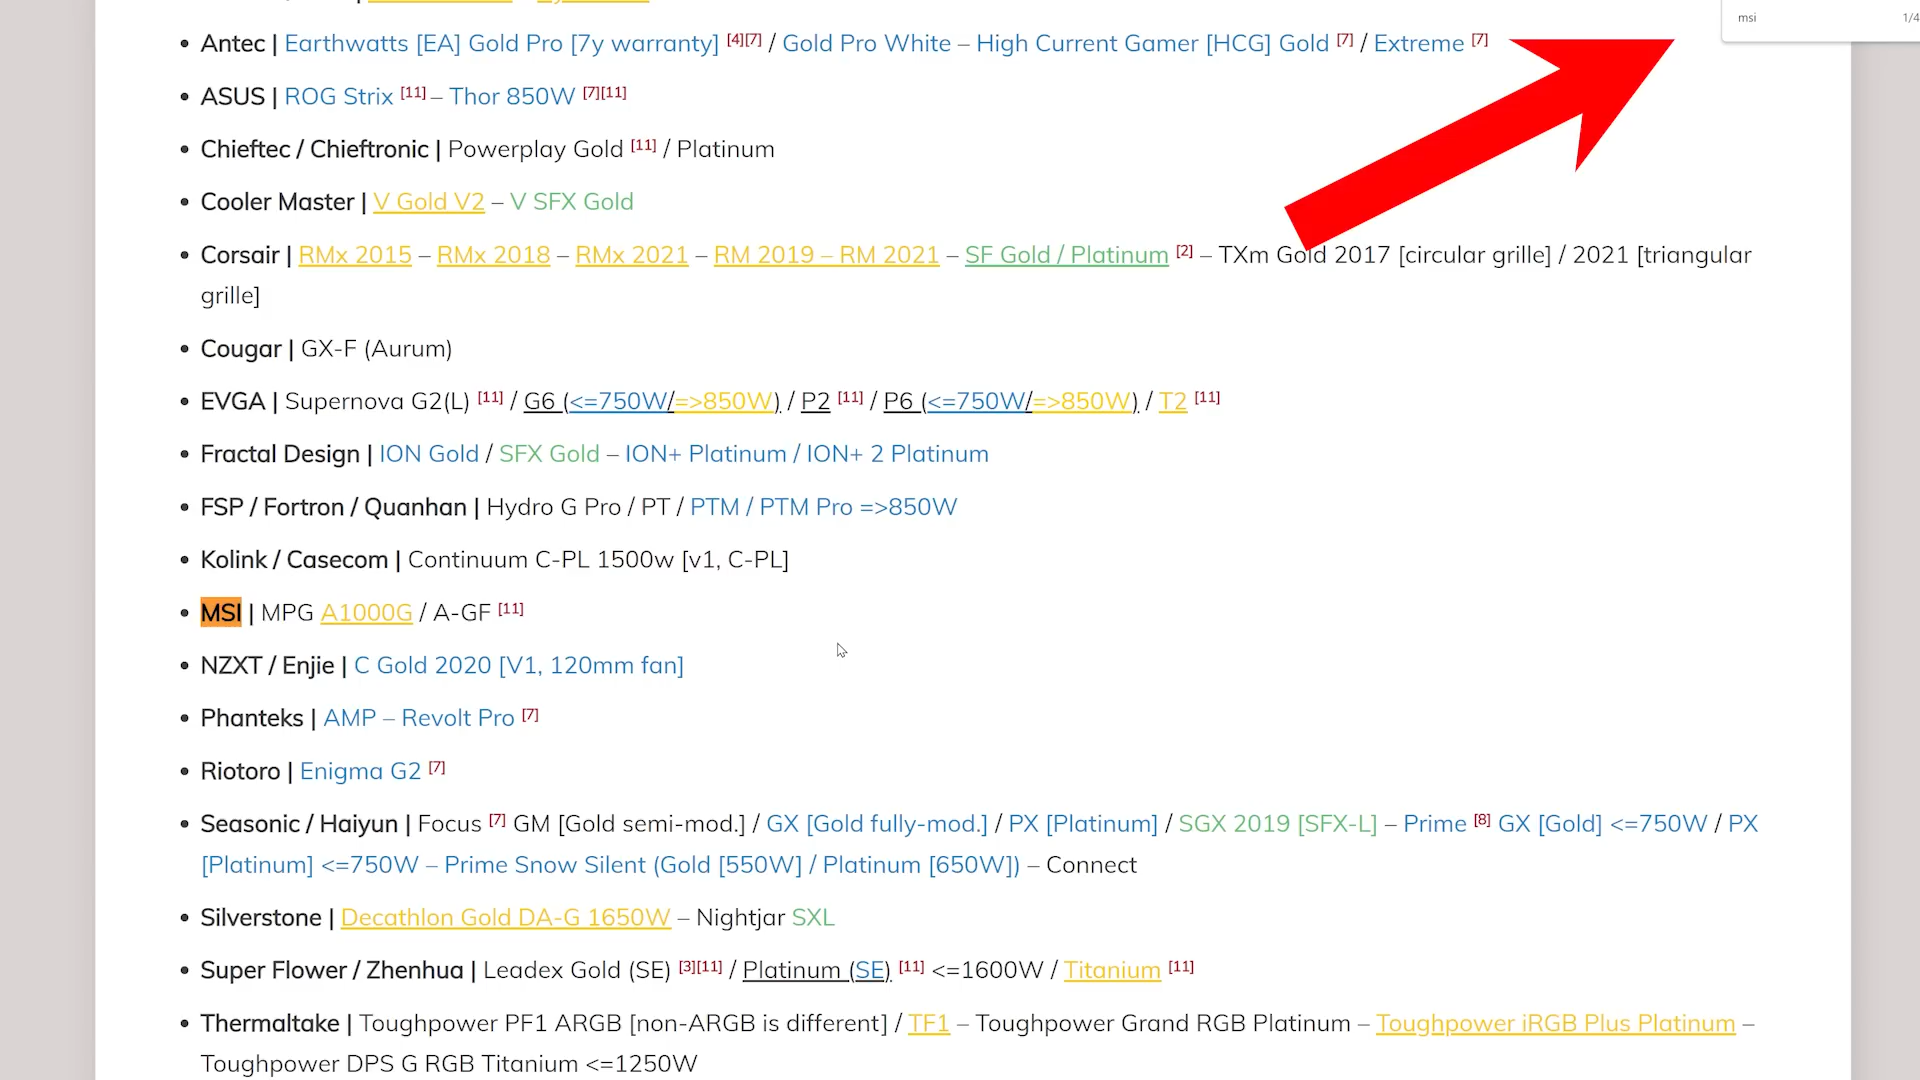 msi 1/4
Antec | Earthwatts [EA] Gold Pro [7y warranty] [4][7] / Gold Pro White – High Current Gamer [HCG] Gold [7] / Extreme [7]
ASUS | ROG Strix [11] – Thor 850W [7][11]
Chieftec / Chieftronic | Powerplay Gold [11] / Platinum
Cooler Master | V Gold V2 – V SFX Gold
Corsair | RMx 2015 – RMx 2018 – RMx 2021 – RM 2019 – RM 2021 – SF Gold / Platinum [2] – TXm Gold 2017 [circular grille] / 2021 [triangular
grille]
Cougar | GX-F (Aurum)
EVGA | Supernova G2(L) [11] / G6 (<=750W/=>850W) / P2 [11] / P6 (<=750W/=>850W) / T2 [11]
Fractal Design | ION Gold / SFX Gold – ION+ Platinum / ION+ 2 Platinum
FSP / Fortron / Quanhan | Hydro G Pro / PT / PTM / PTM Pro =>850W
Kolink / Casecom | Continuum C-PL 1500w [v1, C-PL]
MSI | MPG A1000G / A-GF [11]
NZXT / Enjie | C Gold 2020 [V1, 120mm fan]
Phanteks | AMP – Revolt Pro [7]
Riotoro | Enigma G2 [7]
Seasonic / Haiyun | Focus [7] GM [Gold semi-mod.] / GX [Gold fully-mod.] / PX [Platinum] / SGX 2019 [SFX-L] – Prime [8] GX [Gold] <=750W / PX
[Platinum] <=750W – Prime Snow Silent (Gold [550W] / Platinum [650W]) – Connect
Silverstone | Decathlon Gold DA-G 1650W – Nightjar SXL
Super Flower / Zhenhua | Leadex Gold (SE) [3][11] / Platinum (SE) [11] <=1600W / Titanium [11]
Thermaltake | Toughpower PF1 ARGB [non-ARGB is different] / TF1 – Toughpower Grand RGB Platinum – Toughpower iRGB Plus Platinum –
Toughpower DPS G RGB Titanium <=1250W